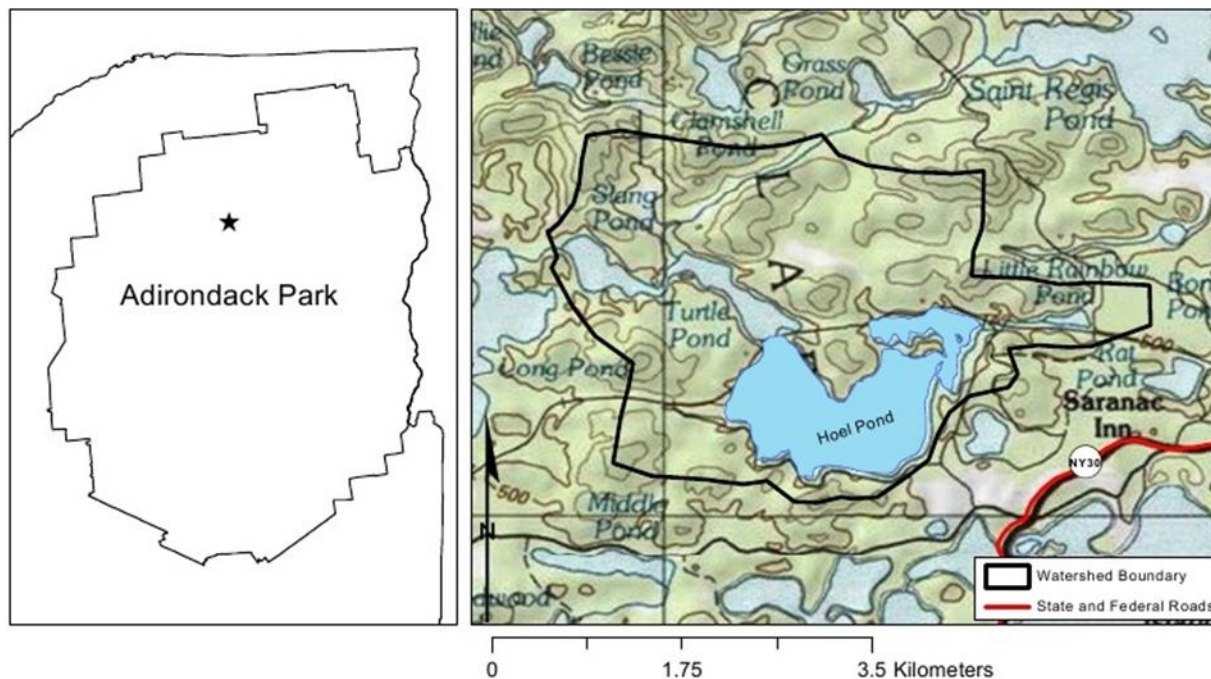 Adirondack Park
Bessie
Pond
Grass
Pond
Saint Regis
Pond
C
Clamshell
Pond
L
Slang
Pond
A
Little Rainbow
Pond
Turtle
Pond
500
Long Pond
Rat
Pond
Saranac
Inn
Hoel Pond
NY30
500
Middle
Pond
N
Watershed Boundary
State and Federal Roads
0 1.75 3.5 Kilometers